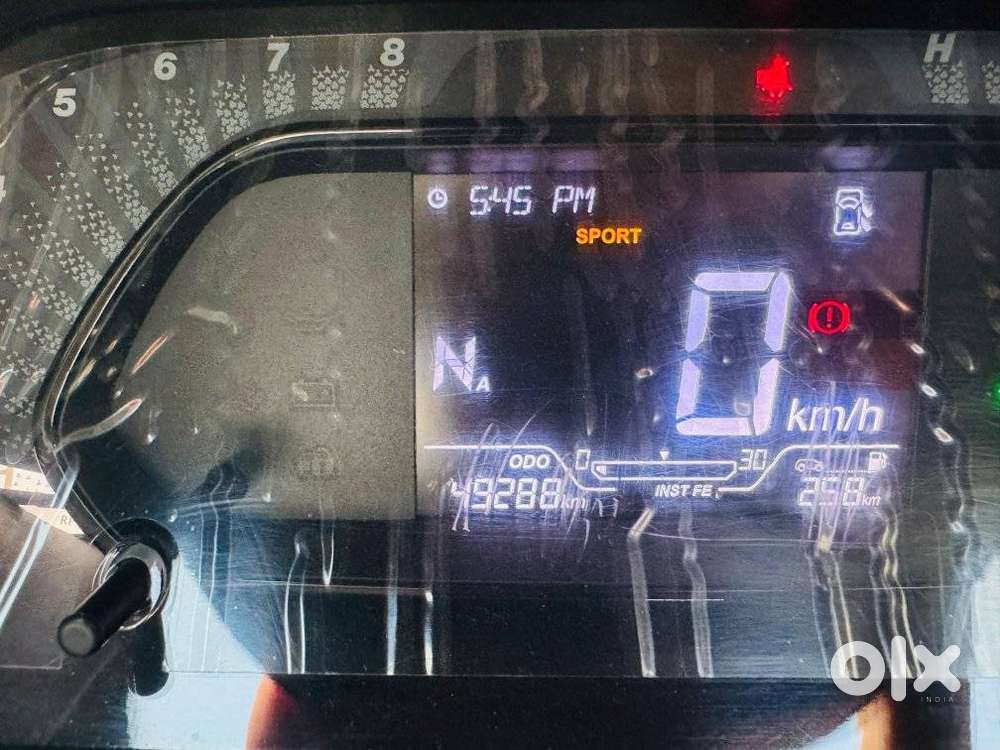 5 6 7 8 H
5:45 PM
SPORT
0
N A
km/h
ODO 0 30
INST FE
49288 km
258 km
olx
INDIA